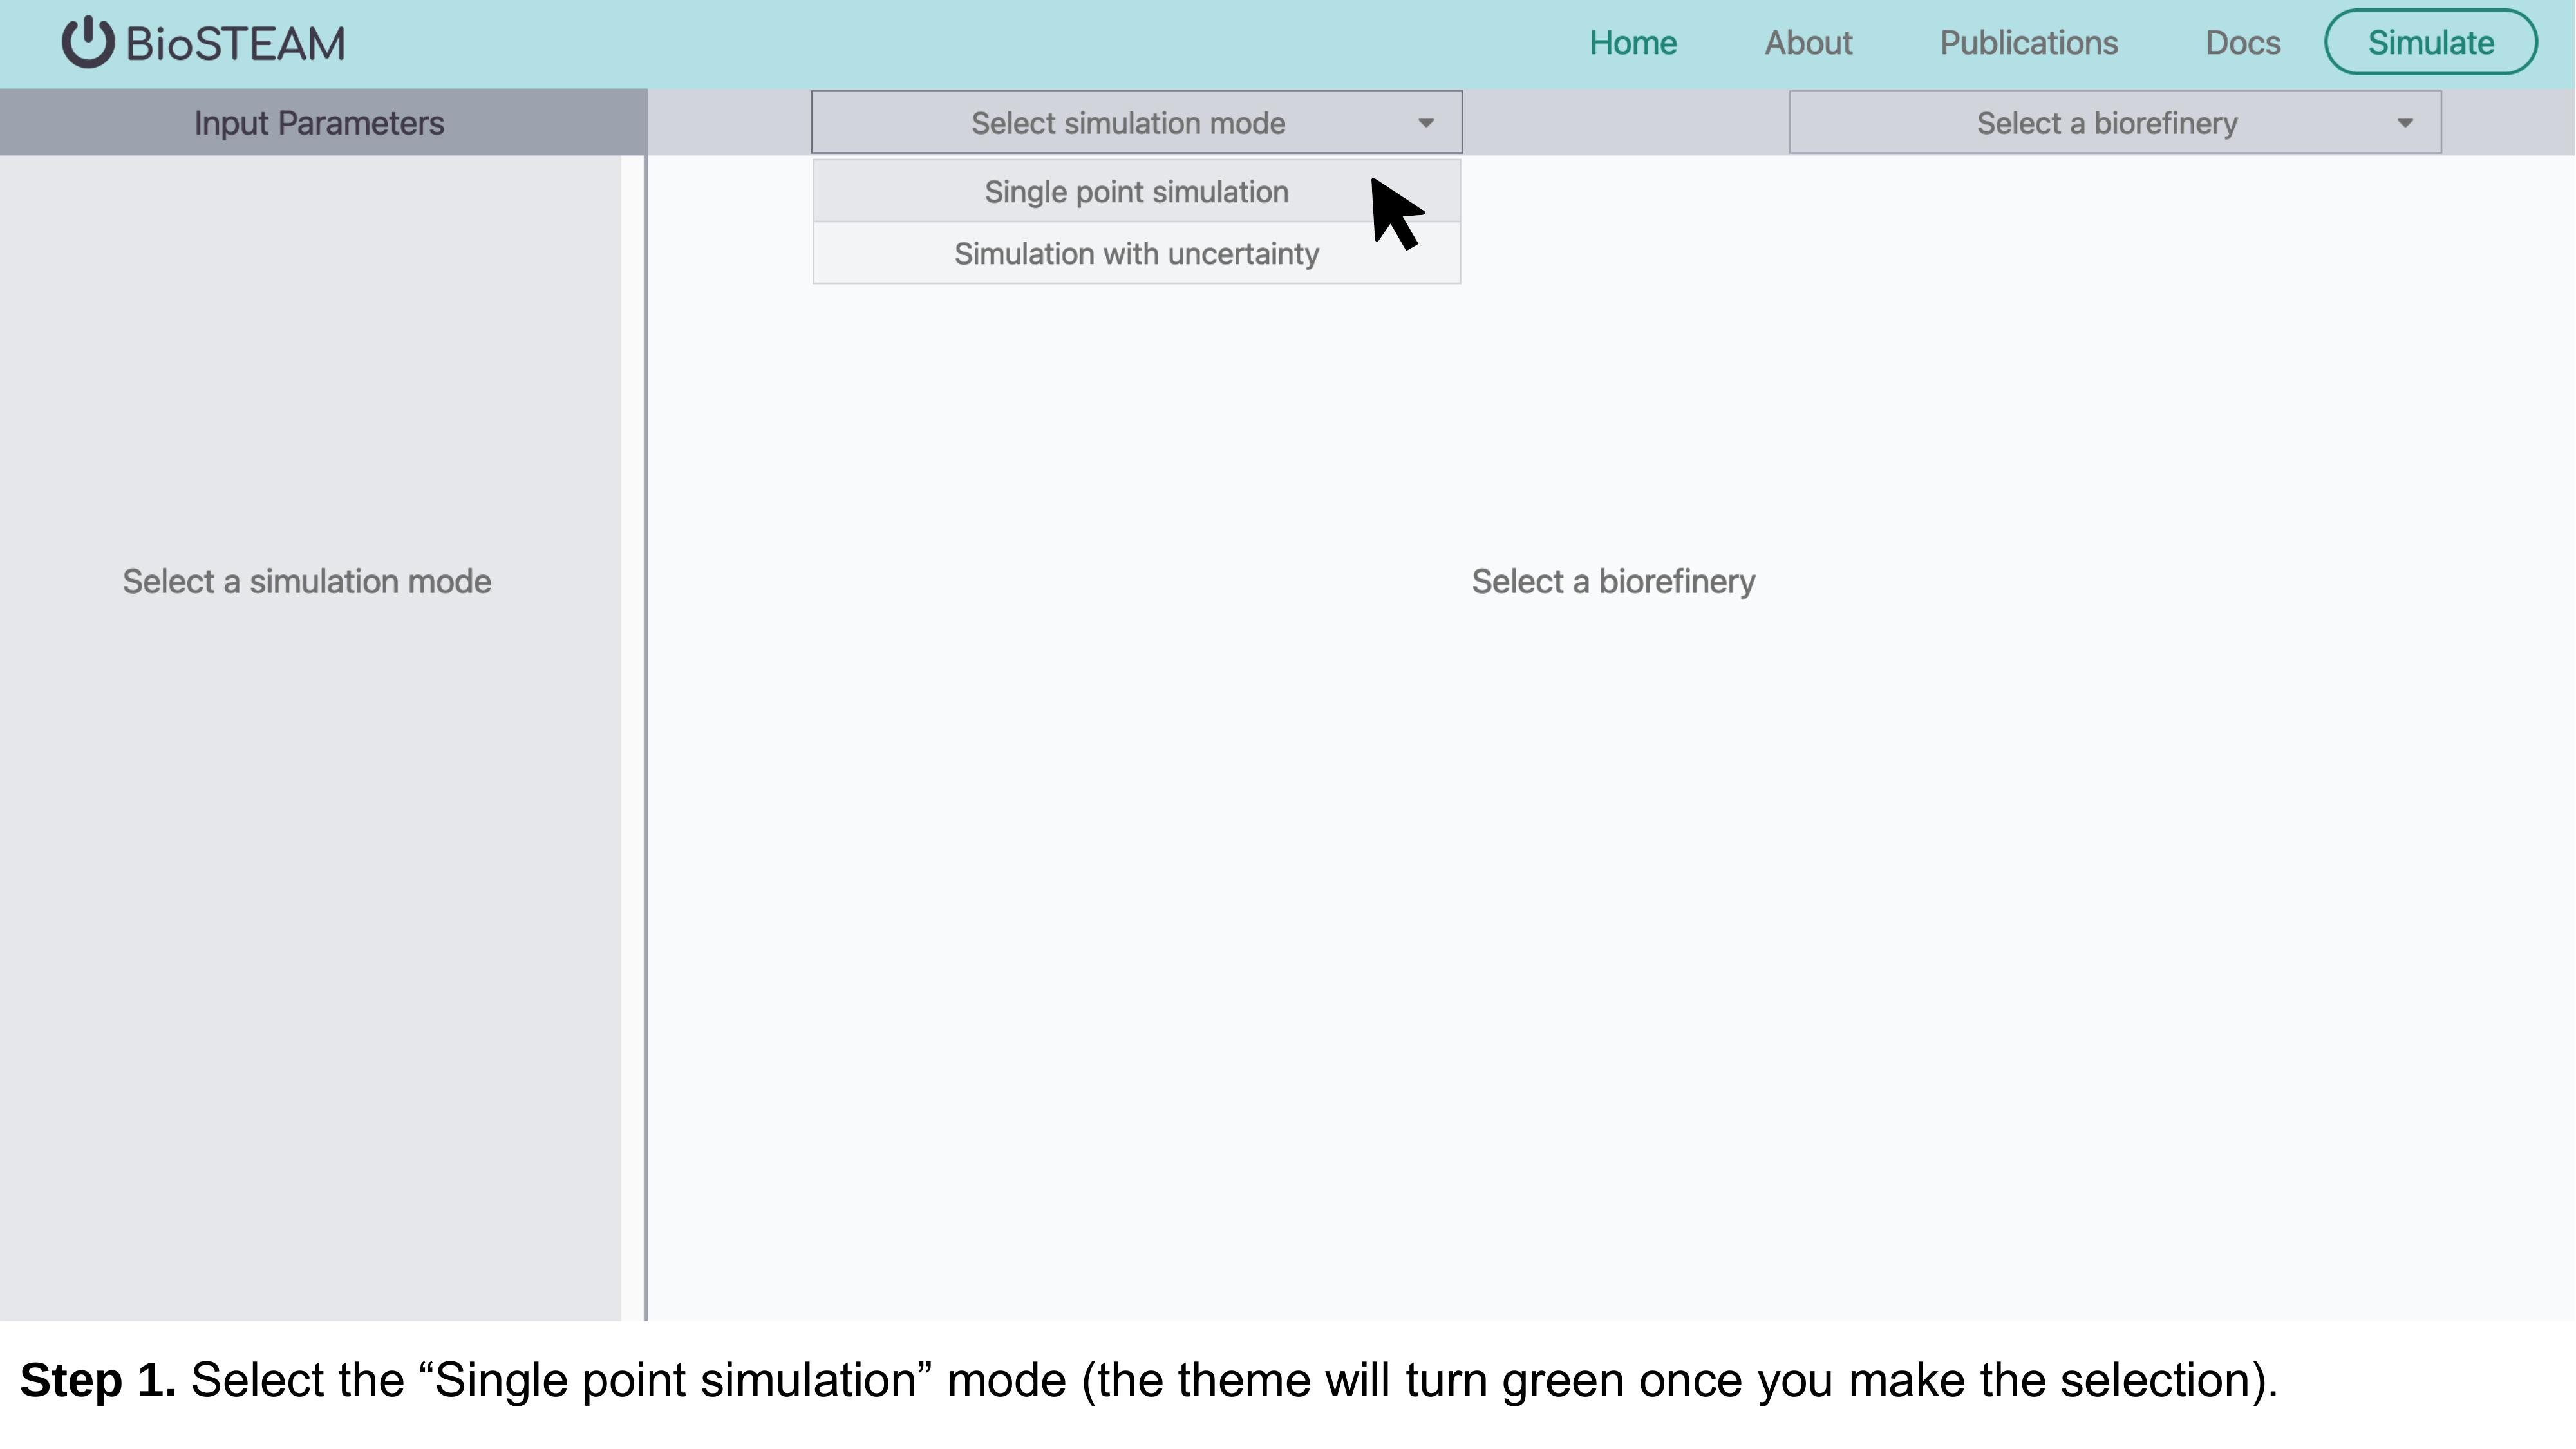 BioSTEAM
Home About Publications Docs Simulate
Input Parameters
Select simulation mode
Select a biorefinery
Single point simulation
Simulation with uncertainty
Select a simulation mode
Select a biorefinery
Step 1. Select the “Single point simulation” mode (the theme will turn green once you make the selection).